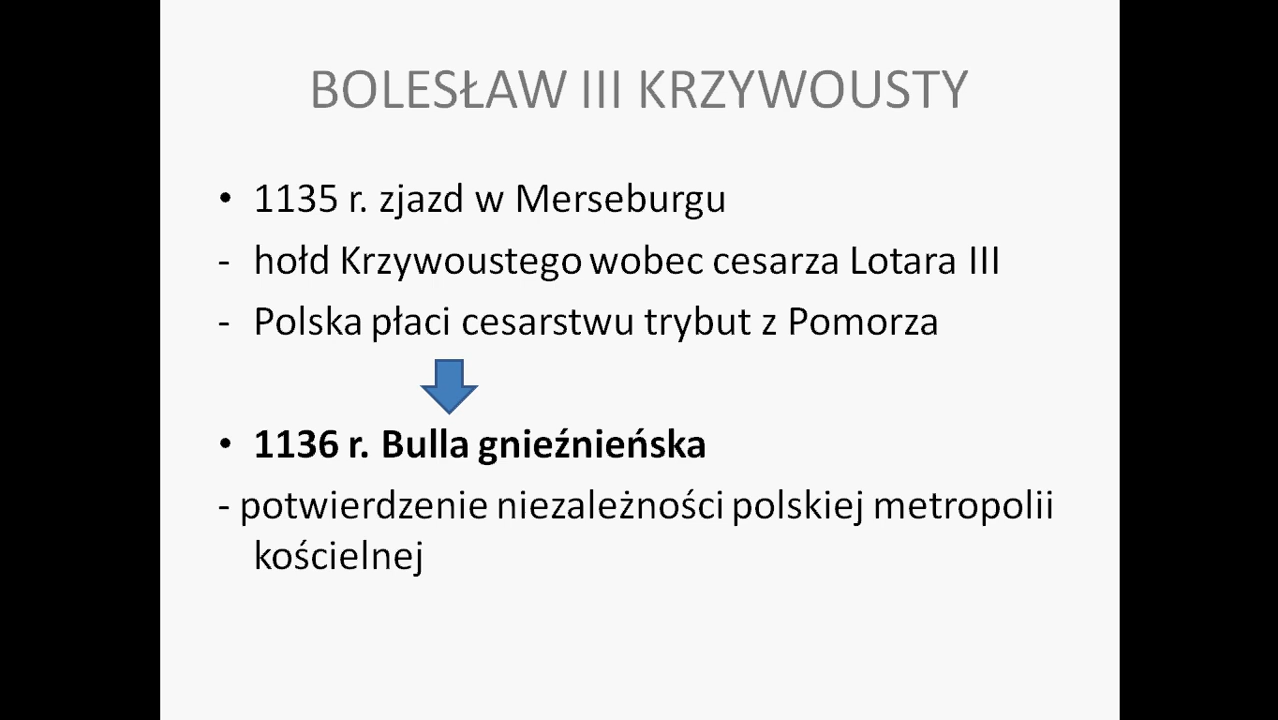 BOLESŁAW III KRZYWOUSTY
• 1135 r. zjazd w Merseburgu
- hołd Krzywoustego wobec cesarza Lotara III
- Polska płaci cesarstwu trybut z Pomorza
• 1136 r. Bulla gnieźnieńska
- potwierdzenie niezależności polskiej metropolii
kościelnej